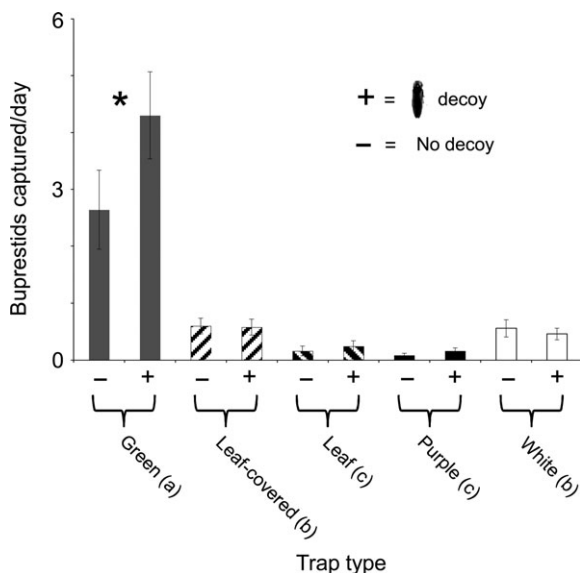 6
3
0
Buprestids captured/day
*
+ = decoy
− = No decoy
− + − + − + − + − +
Green (a)
Leaf-covered (b)
Leaf (c)
Purple (c)
White (b)
Trap type